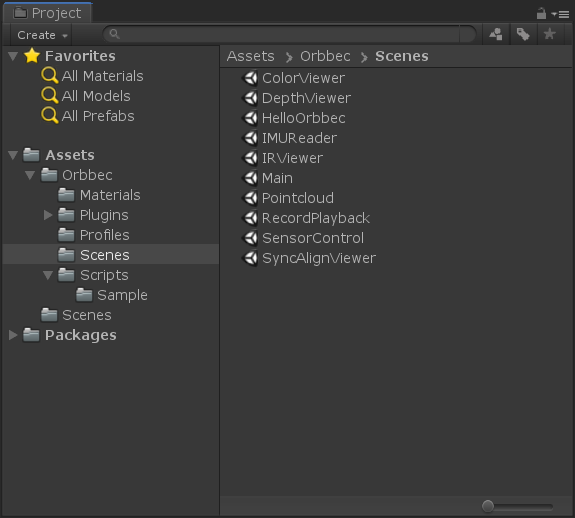 Project
Create
Favorites
All Materials
All Models
All Prefabs
Assets
Orbbec
Materials
Plugins
Profiles
Scenes
Scripts
Sample
Scenes
Packages
Assets Orbbec Scenes
ColorViewer
DepthViewer
HelloOrbbec
IMUReader
IRViewer
Main
Pointcloud
RecordPlayback
SensorControl
SyncAlignViewer